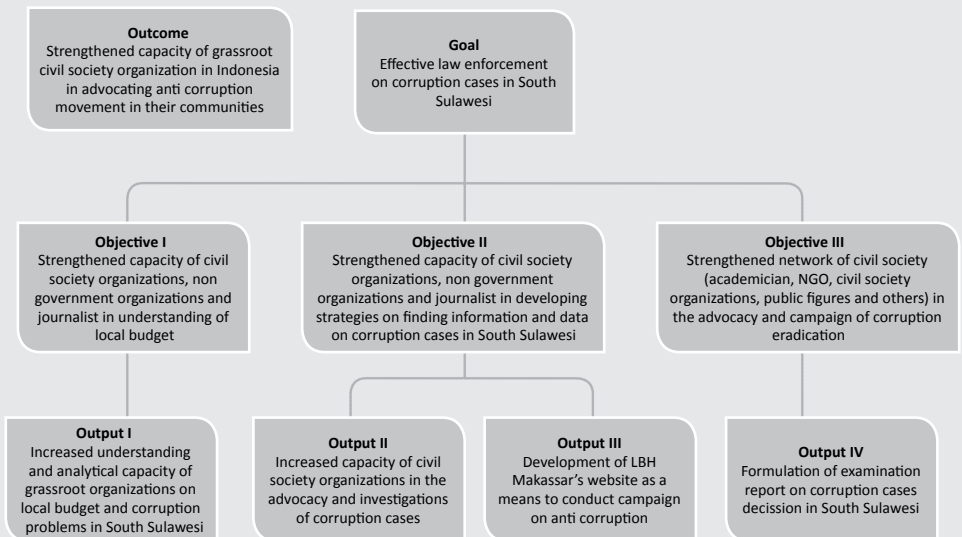 Outcome
Strengthened capacity of grassroot
civil society organization in Indonesia
in advocating anti corruption
movement in their communities
Goal
Effective law enforcement
on corruption cases in South
Sulawesi
Objective I
Strengthened capacity of civil
society organizations, non
government organizations and
journalist in understanding of
local budget
Objective II
Strengthened capacity of civil society
organizations, non government
organizations and journalist in developing
strategies on finding information and data
on corruption cases in South Sulawesi
Objective III
Strengthened network of civil society
(academician, NGO, civil society
organizations, public figures and others) in
the advocacy and campaign of corruption
eradication
Output I
Increased understanding
and analytical capacity of
grassroot organizations on
local budget and corruption
problems in South Sulawesi
Output II
Increased capacity of civil
society organizations in the
advocacy and investigations
of corruption cases
Output III
Development of LBH
Makassar's website as a
means to conduct campaign
on anti corruption
Output IV
Formulation of examination
report on corruption cases
decission in South Sulawesi